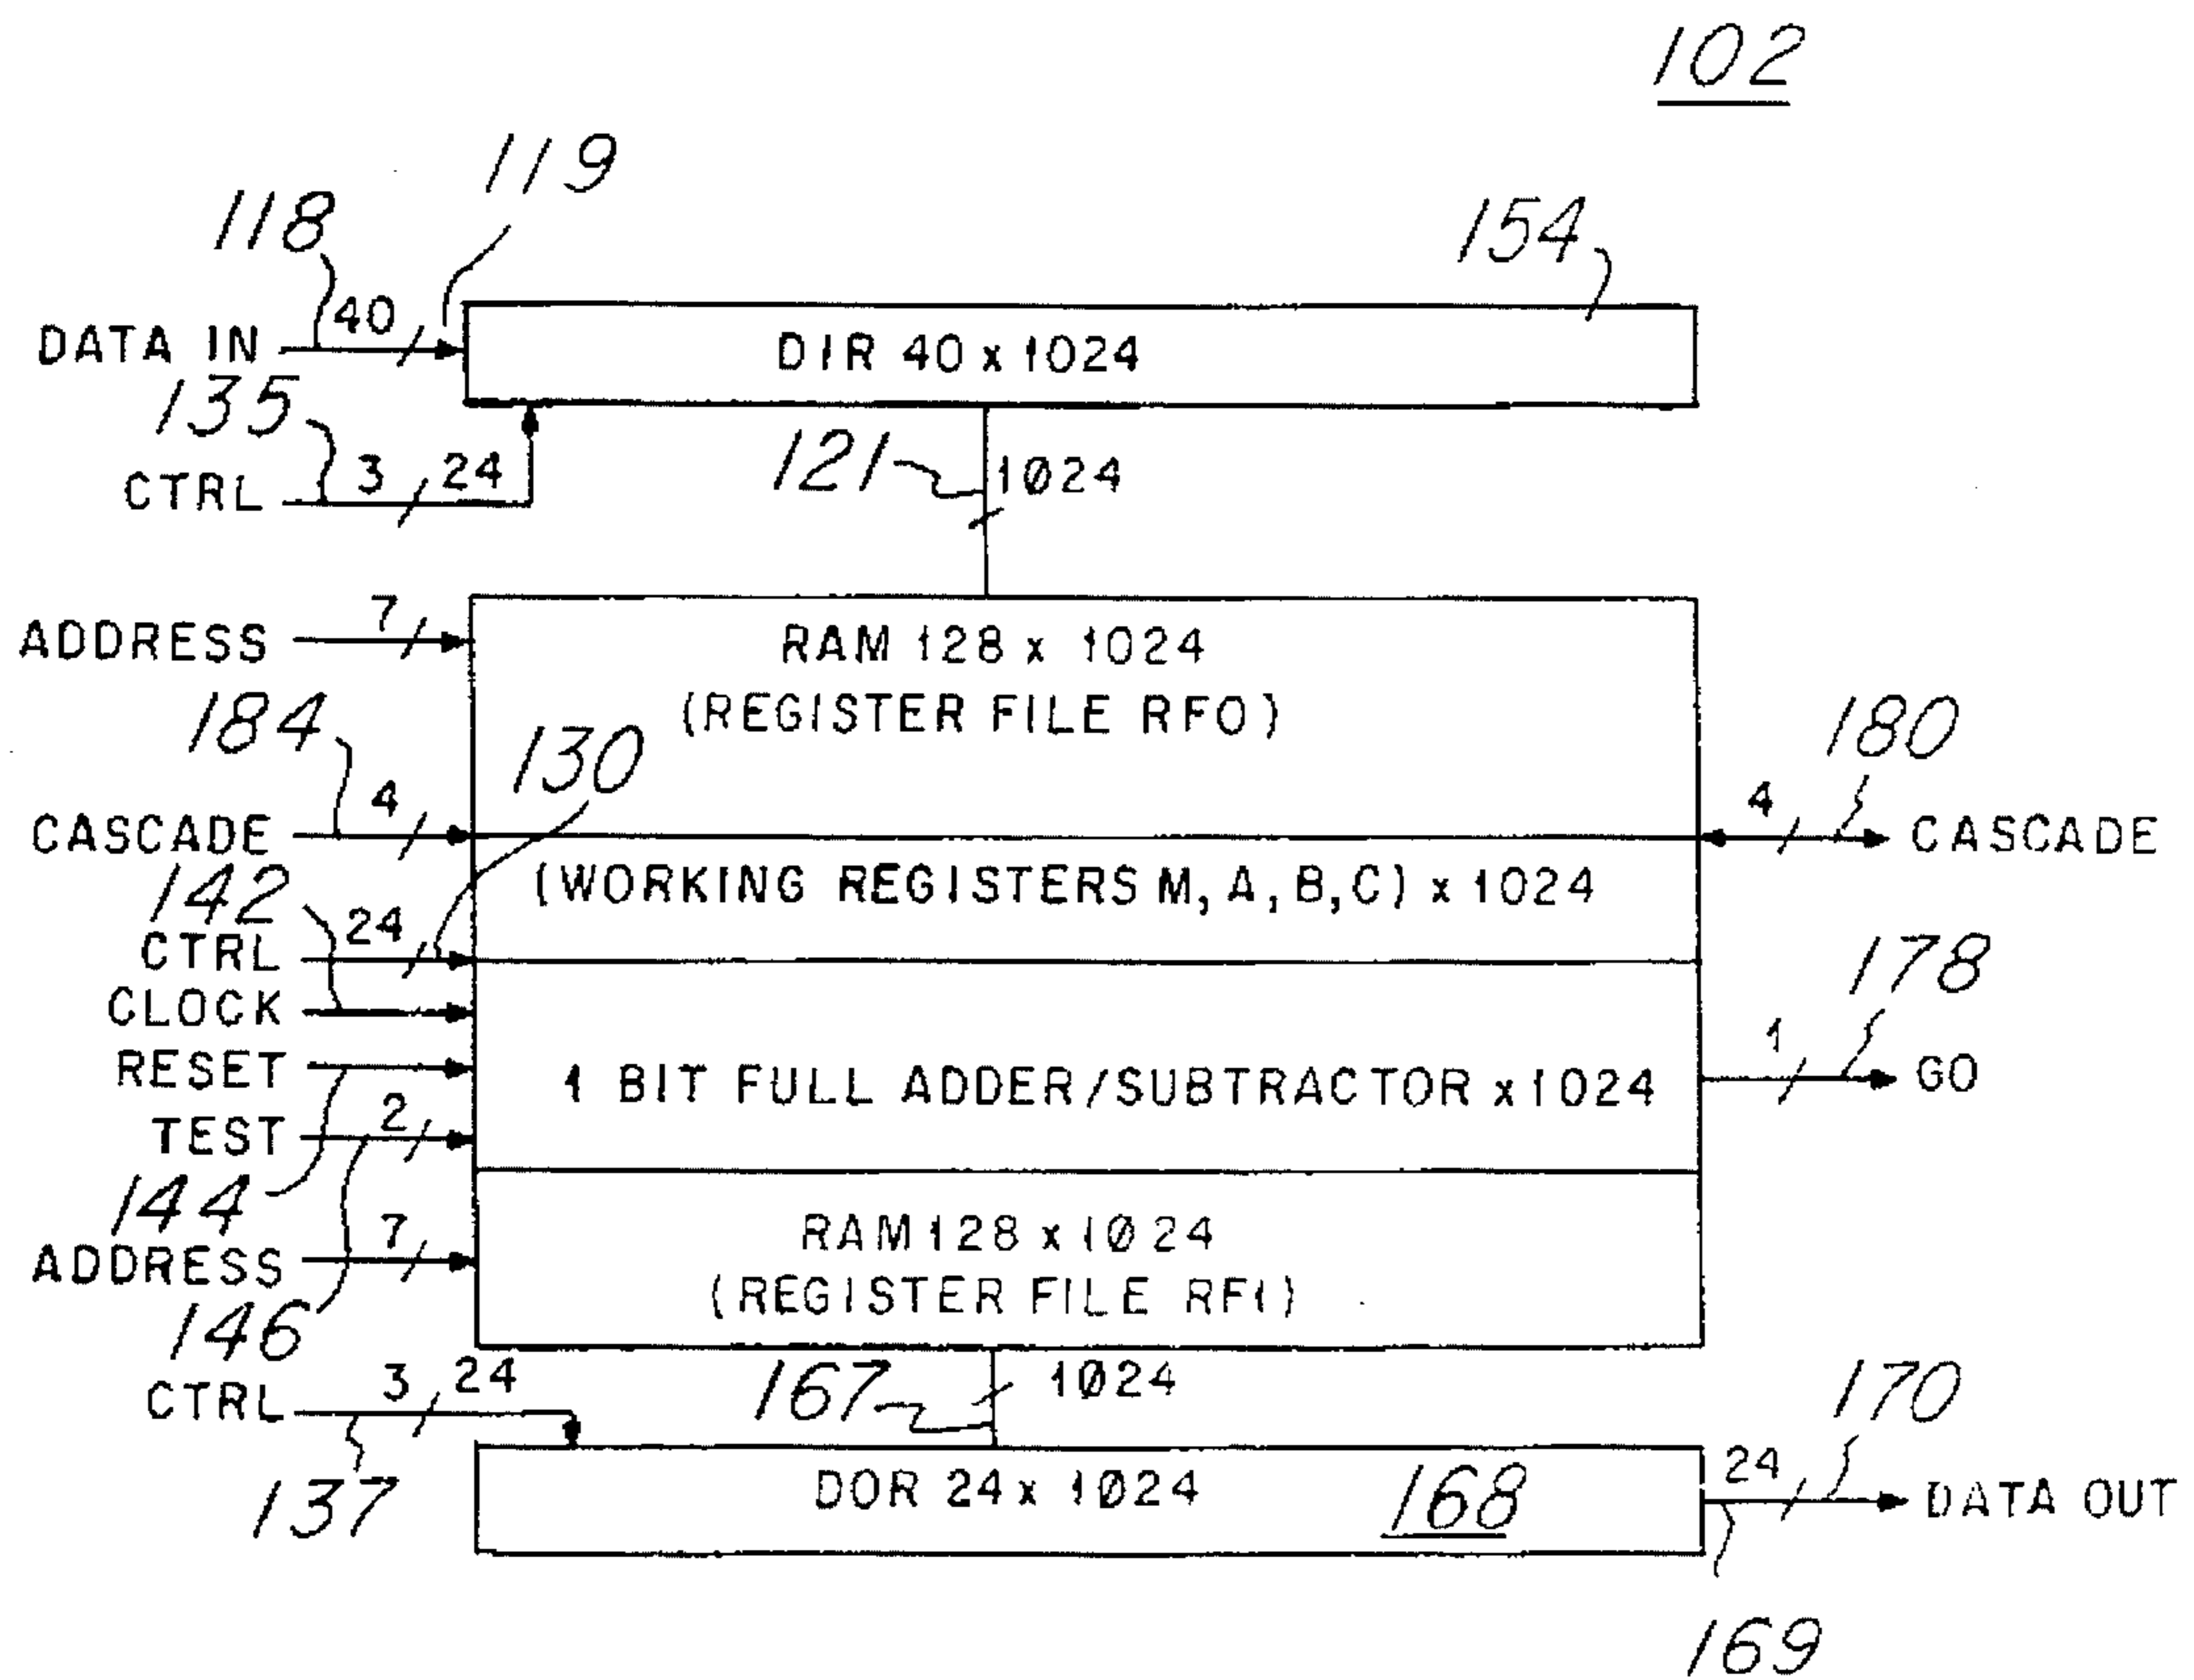 102
119
118
154
40
DATA IN
DIR 40 x 1024
135
3 24
CTRL
121
1024
7
ADDRESS
RAM 128 x 1024
(REGISTER FILE RF0)
184
130
180
4
CASCADE
4
CASCADE
142
(WORKING REGISTERS M, A, B, C) x 1024
24
CTRL
178
CLOCK
RESET
1 BIT FULL ADDER/SUBTRACTOR x 1024
1
GO
2
TEST
144
7
ADDRESS
RAM 128 x 1024
(REGISTER FILE RF1)
146
3 24
CTRL
167
1024
170
137
DOR 24 x 1024
168
24
DATA OUT
169